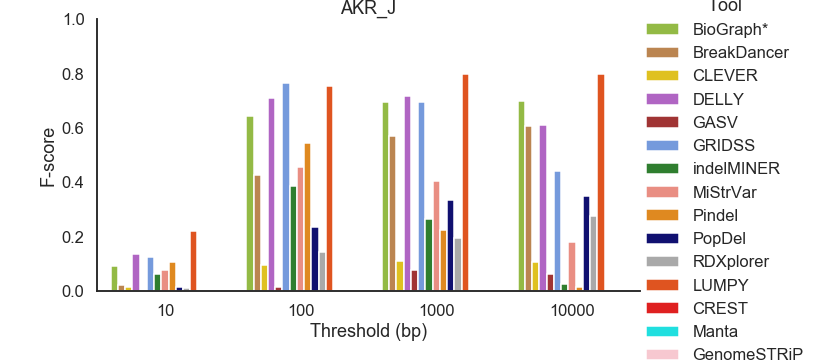 AKR_J
Tool
1.0
0.8
0.6
0.4
0.2
0.0
F-score
10
100
1000
10000
Threshold (bp)
BioGraph*
BreakDancer
CLEVER
DELLY
GASV
GRIDSS
indelMINER
MiStrVar
Pindel
PopDel
RDXplorer
LUMPY
CREST
Manta
GenomeSTRiP